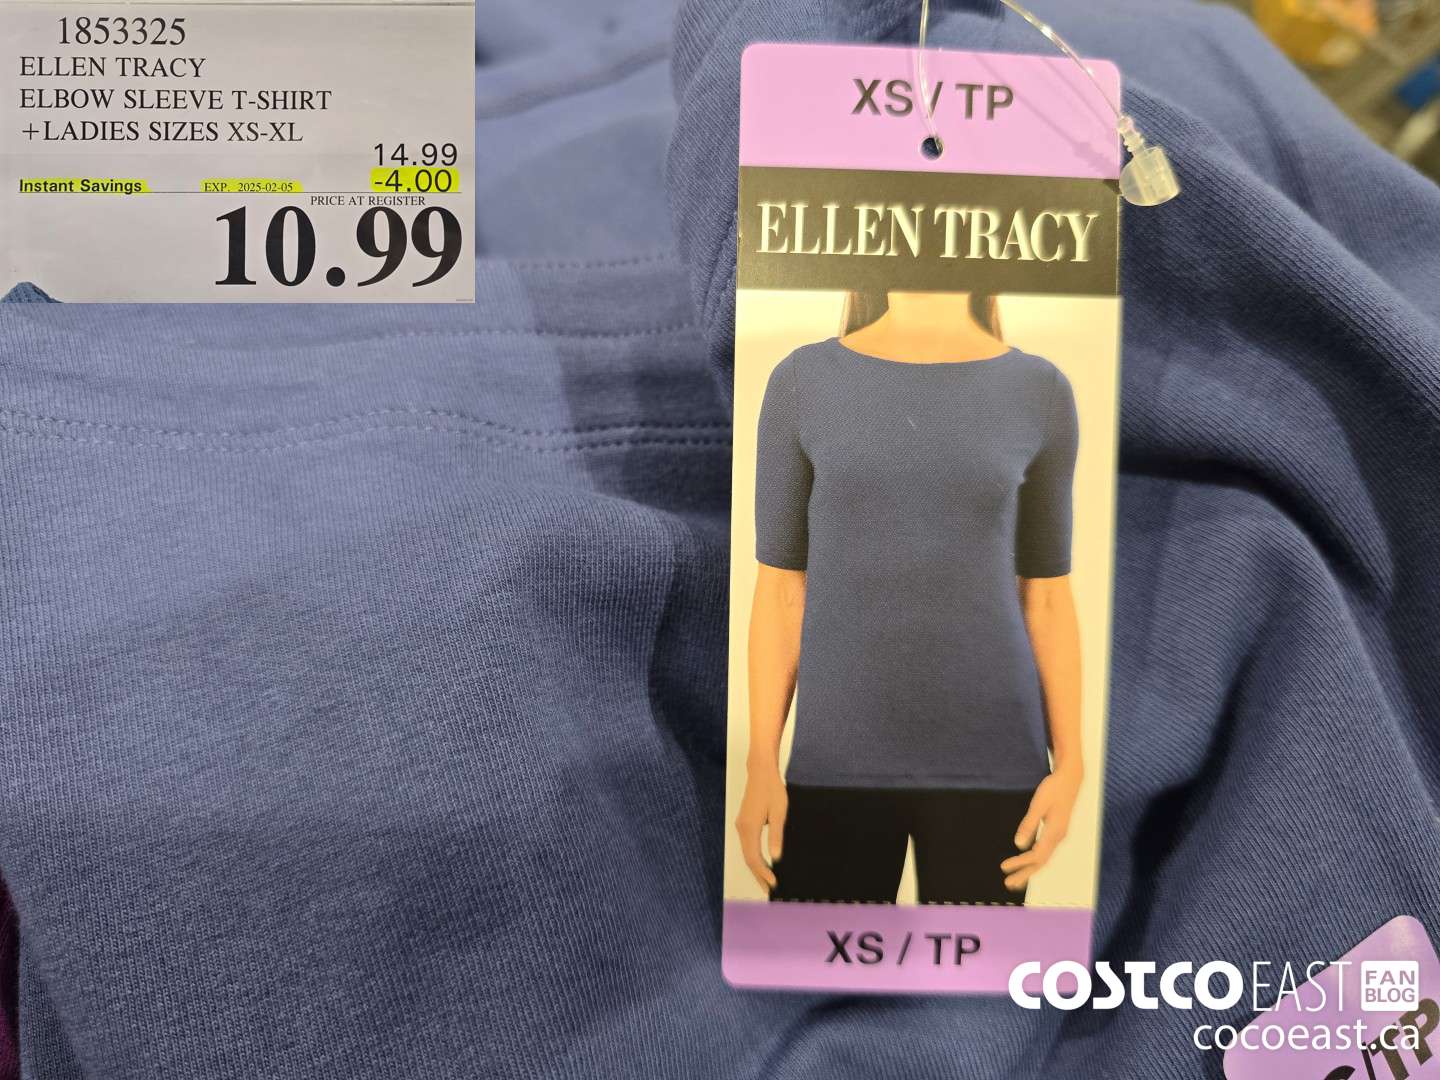 1853325
ELLEN TRACY
ELBOW SLEEVE T-SHIRT
+LADIES SIZES XS-XL
14.99
Instant Savings EXP. 2025-02-05 -4.00
PRICE AT REGISTER
10.99
XS / TP
ELLEN TRACY
XS / TP
COSTCO EAST FAN BLOG
cocoeast.ca
S/TP